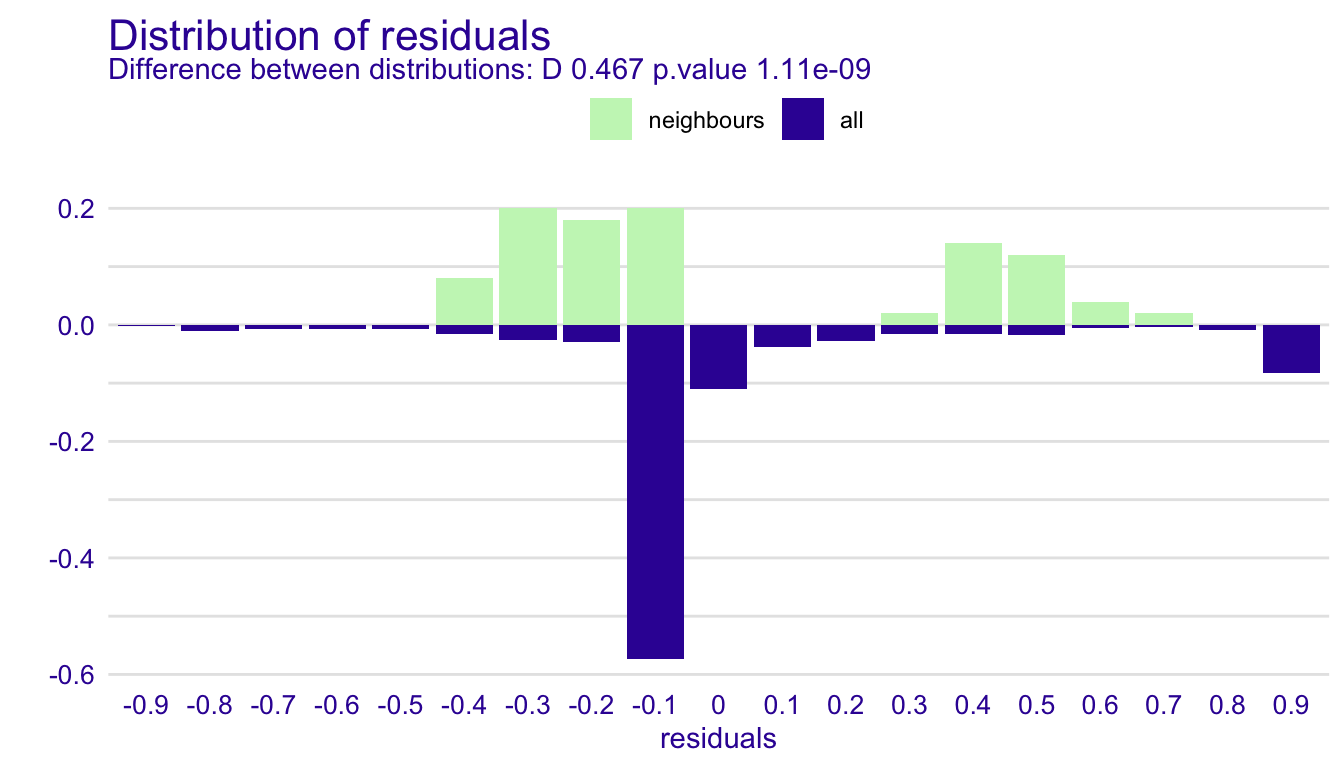 Distribution of residuals
Difference between distributions: D 0.467 p.value 1.11e-09
neighbours all
0.2
0.0
-0.2
-0.4
-0.6
-0.9 -0.8 -0.7 -0.6 -0.5 -0.4 -0.3 -0.2 -0.1 0 0.1 0.2 0.3 0.4 0.5 0.6 0.7 0.8 0.9
residuals